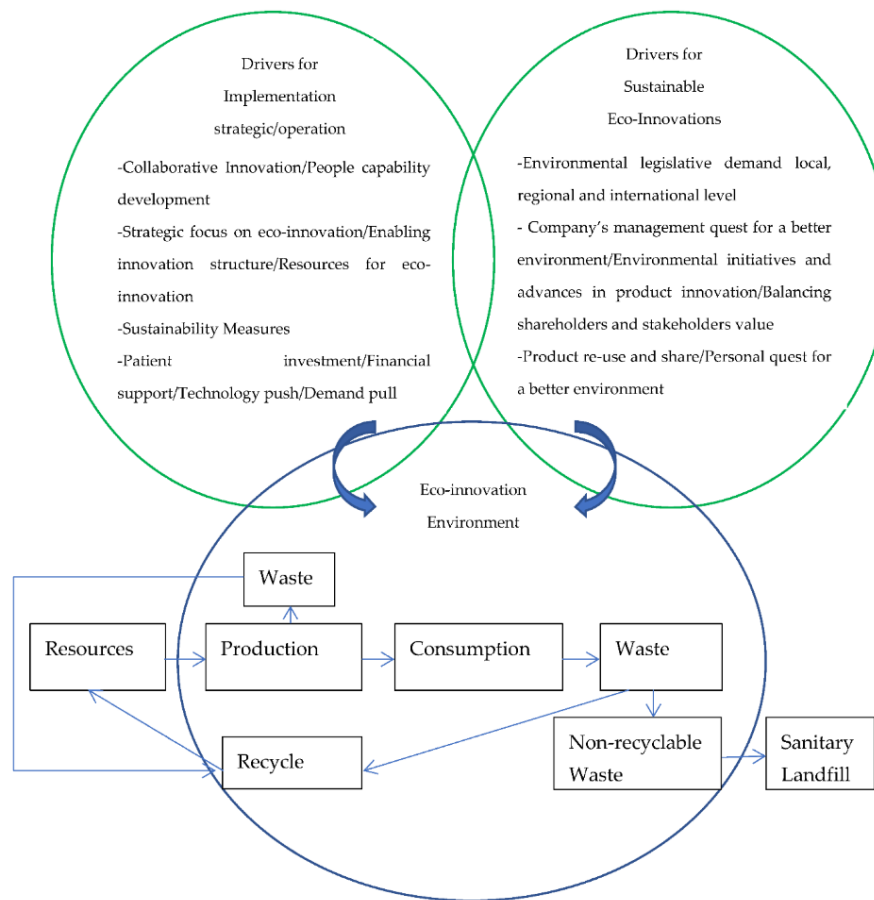 Drivers for
Implementation
strategic/operation
-Collaborative Innovation/People capability
development
-Strategic focus on eco-innovation/Enabling
innovation structure/Resources for eco-
innovation
-Sustainability Measures
-Patient investment/Financial
support/Technology push/Demand pull
Drivers for
Sustainable
Eco-Innovations
-Environmental legislative demand local,
regional and international level
- Company's management quest for a better
environment/Environmental initiatives and
advances in product innovation/Balancing
shareholders and stakeholders value
-Product re-use and share/Personal quest for
a better environment
Eco-innovation
Environment
Waste
Resources
Production
Consumption
Waste
Recycle
Non-recyclable
Waste
Sanitary
Landfill